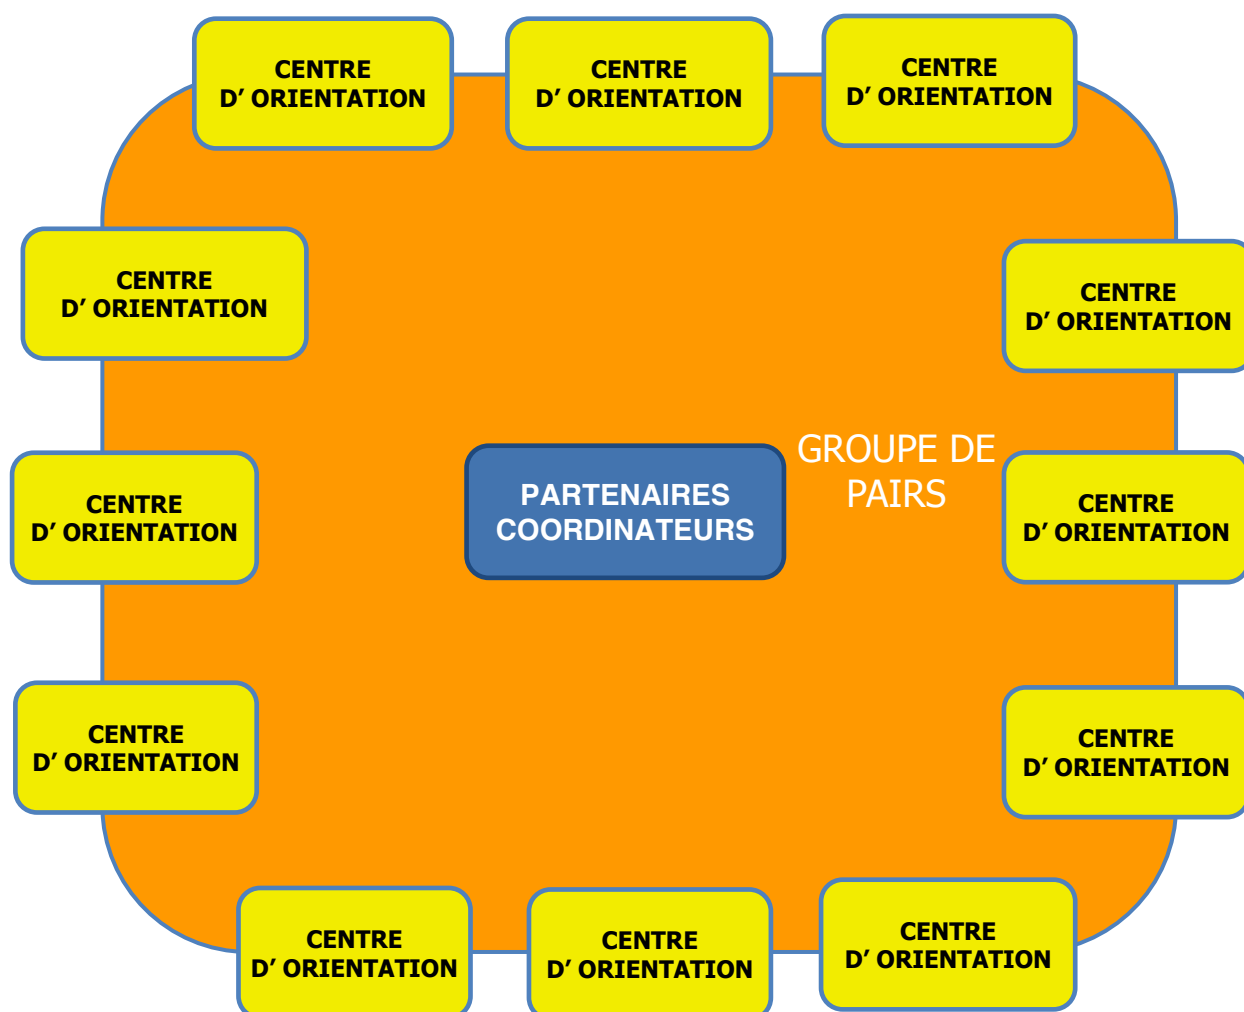 CENTRE
D’ ORIENTATION
CENTRE
D’ ORIENTATION
CENTRE
D’ ORIENTATION
CENTRE
D’ ORIENTATION
CENTRE
D’ ORIENTATION
GROUPE DE
PAIRS
PARTENAIRES
COORDINATEURS
CENTRE
D’ ORIENTATION
CENTRE
D’ ORIENTATION
CENTRE
D’ ORIENTATION
CENTRE
D’ ORIENTATION
CENTRE
D’ ORIENTATION
CENTRE
D’ ORIENTATION
CENTRE
D’ ORIENTATION